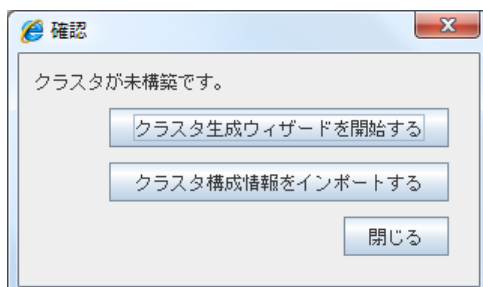 確認
クラスタが未構築です。
クラスタ生成ウィザードを開始する
クラスタ構成情報をインポートする
閉じる